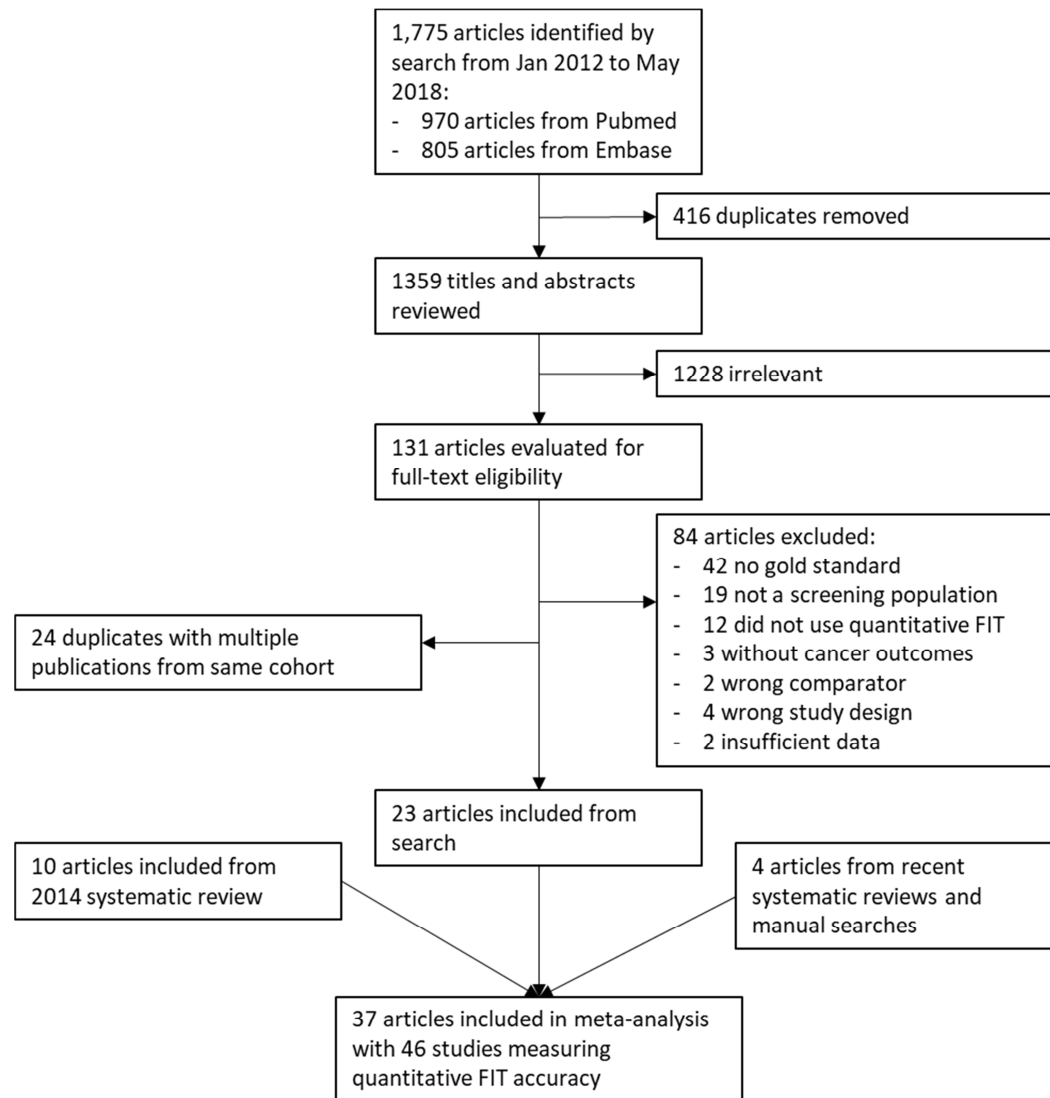 1,775 articles identified by
search from Jan 2012 to May
2018:
- 970 articles from Pubmed
- 805 articles from Embase
416 duplicates removed
1359 titles and abstracts
reviewed
1228 irrelevant
131 articles evaluated for
full-text eligibility
84 articles excluded:
- 42 no gold standard
- 19 not a screening population
- 12 did not use quantitative FIT
- 3 without cancer outcomes
- 2 wrong comparator
- 4 wrong study design
- 2 insufficient data
24 duplicates with multiple
publications from same cohort
23 articles included from
search
10 articles included from
2014 systematic review
4 articles from recent
systematic reviews and
manual searches
37 articles included in meta-analysis
with 46 studies measuring
quantitative FIT accuracy